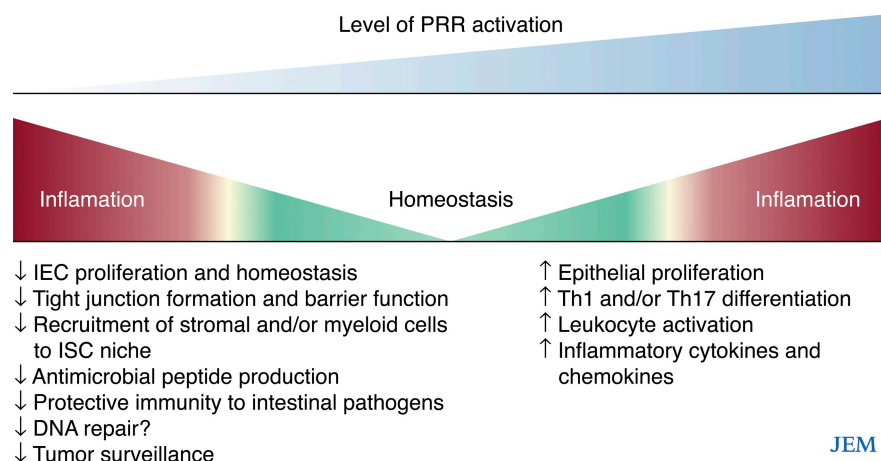 Level of PRR activation
Inflamation
Homeostasis
Inflamation
↓ IEC proliferation and homeostasis
↓ Tight junction formation and barrier function
↓ Recruitment of stromal and/or myeloid cells
to ISC niche
↓ Antimicrobial peptide production
↓ Protective immunity to intestinal pathogens
↓ DNA repair?
↓ Tumor surveillance
↑ Epithelial proliferation
↑ Th1 and/or Th17 differentiation
↑ Leukocyte activation
↑ Inflammatory cytokines and
chemokines
JEM